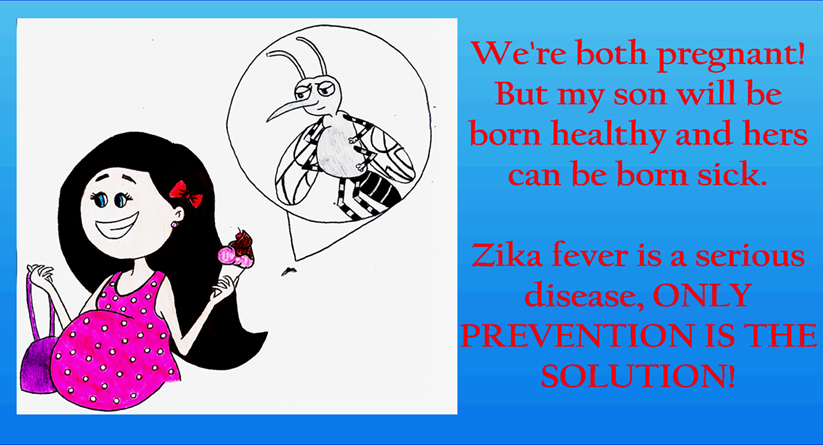 We're both pregnant!
But my son will be
born healthy and hers
can be born sick.
Zika fever is a serious
disease, ONLY
PREVENTION IS THE
SOLUTION!